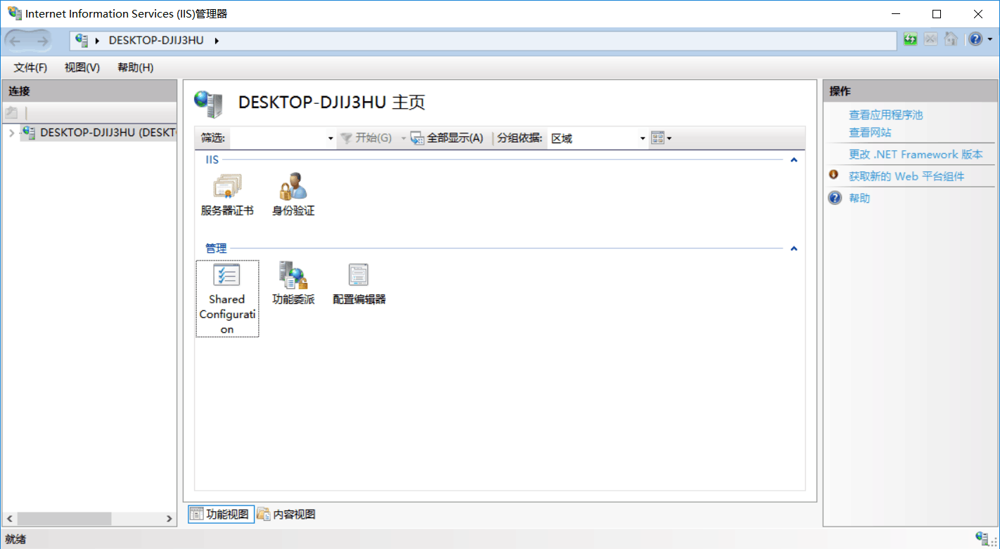 Internet Information Services (IIS)管理器
DESKTOP-DJIJ3HU
文件(F) 视图(V) 帮助(H)
连接
DESKTOP-DJIJ3HU (DESKT
DESKTOP-DJIJ3HU 主页
筛选: 开始(G) 全部显示(A) 分组依据: 区域
IIS
服务器证书 身份验证
管理
Shared
Configurati
on
功能委派 配置编辑器
功能视图 内容视图
操作
查看应用程序池
查看网站
更改 .NET Framework 版本
获取新的 Web 平台组件
帮助
就绪